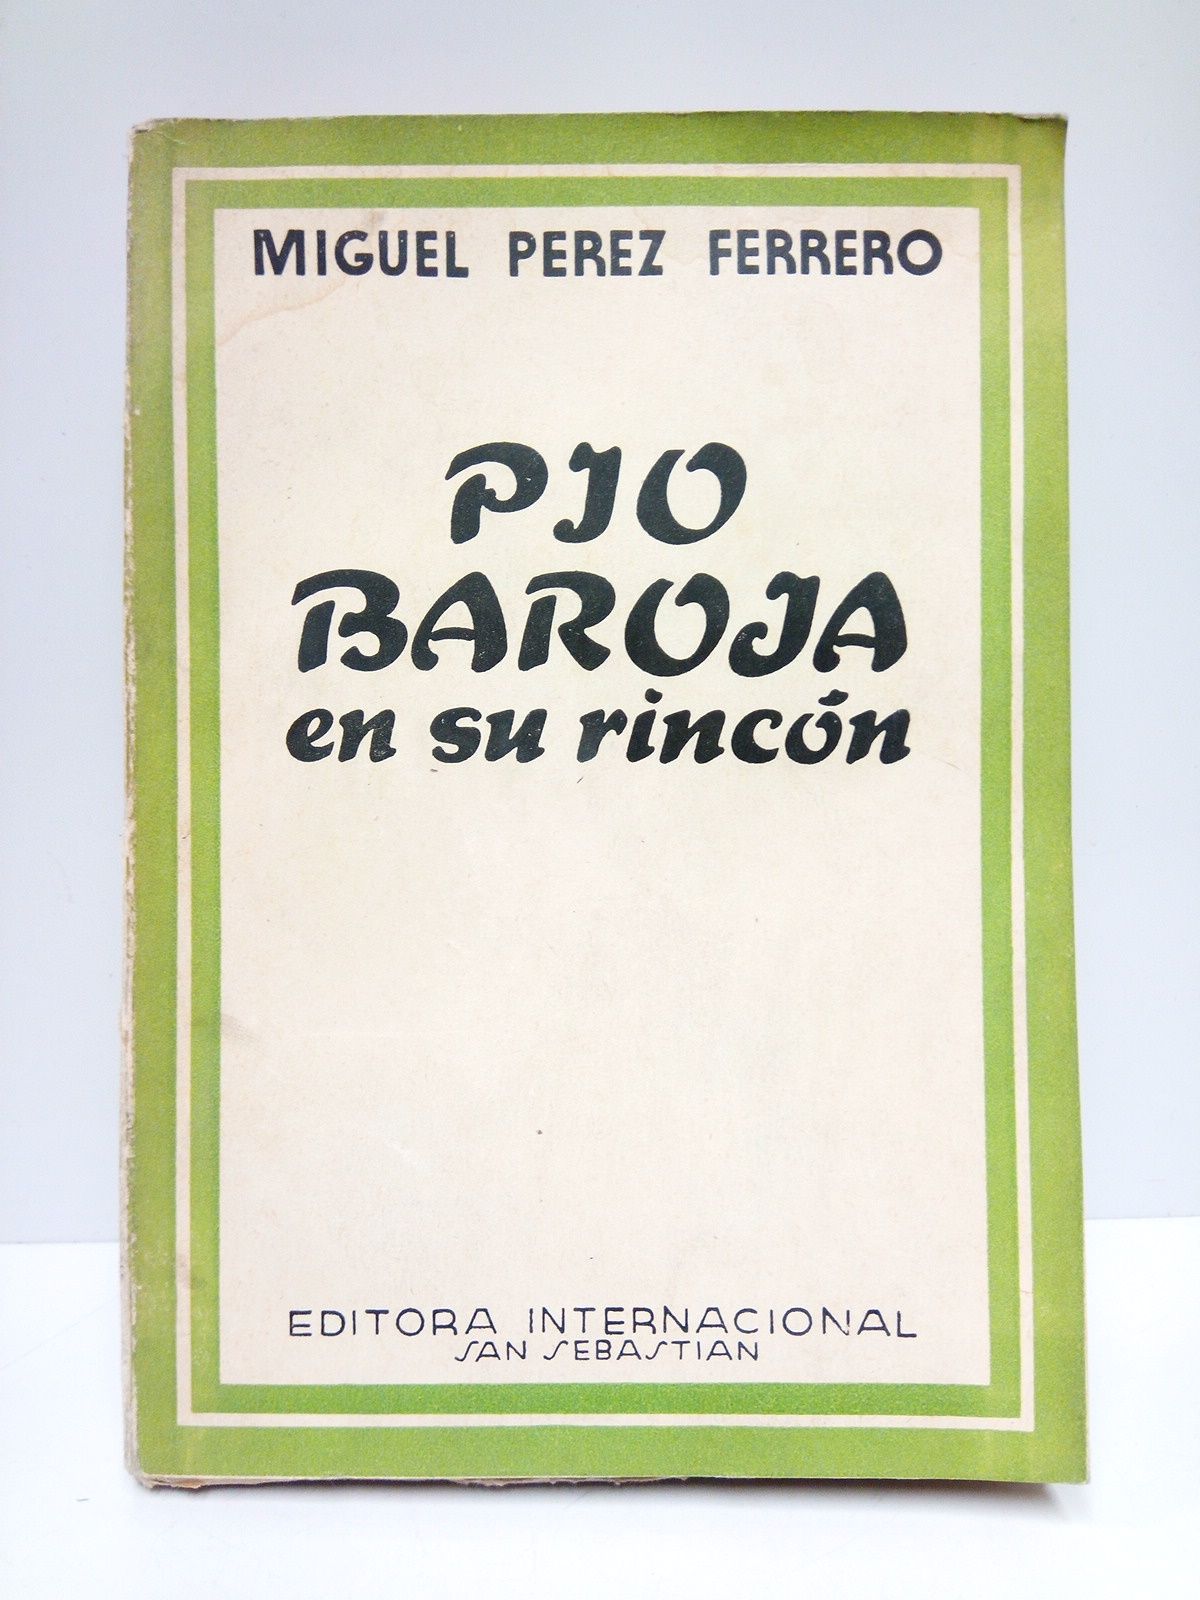 MIGUEL PEREZ FERRERO
PIO
BAROJA
en su rincón
EDITORA INTERNACIONAL
SAN SEBASTIAN